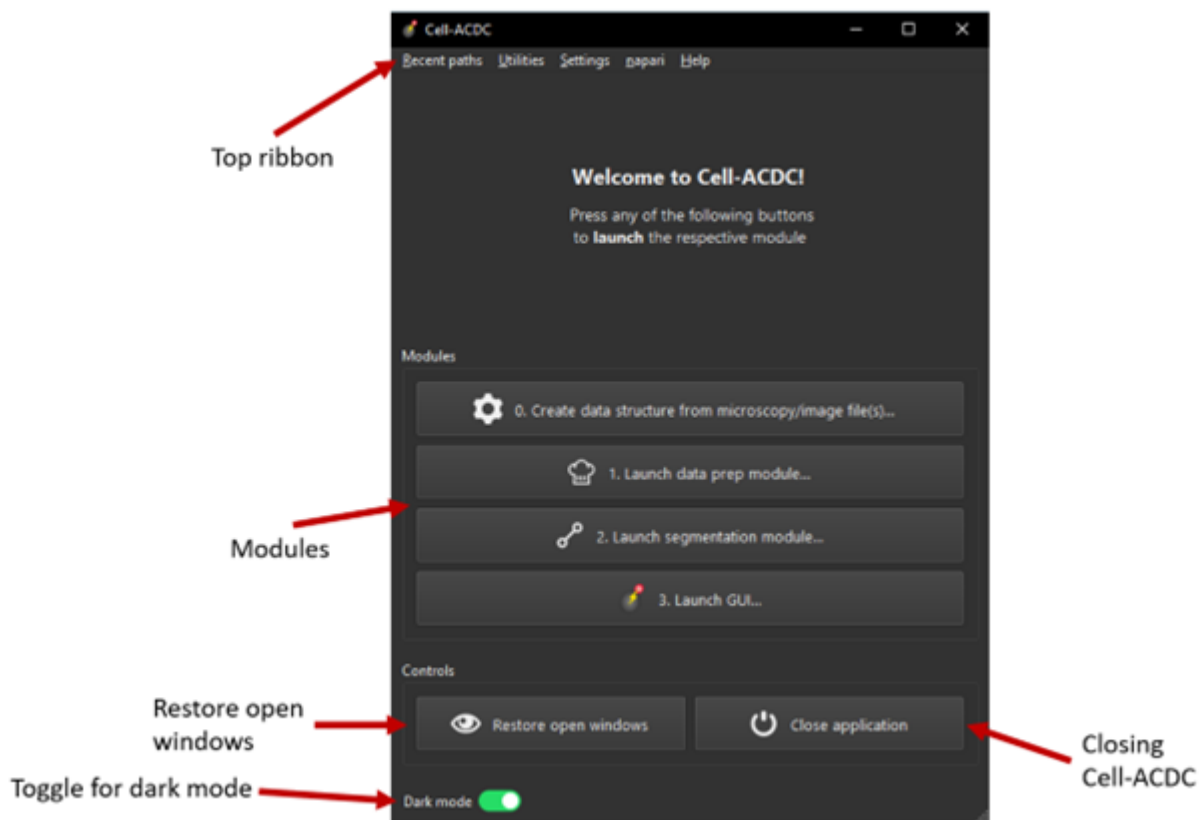 Cell-ACDC
Recent paths Utilities Settings napari Help
Top ribbon
Welcome to Cell-ACDC!
Press any of the following buttons
to launch the respective module
Modules
0. Create data structure from microscopy/image file(s)...
1. Launch data prep module...
Modules
2. Launch segmentation module...
3. Launch GUI...
Controls
Restore open
windows
Restore open windows
Close application
Closing
Cell-ACDC
Toggle for dark mode
Dark mode